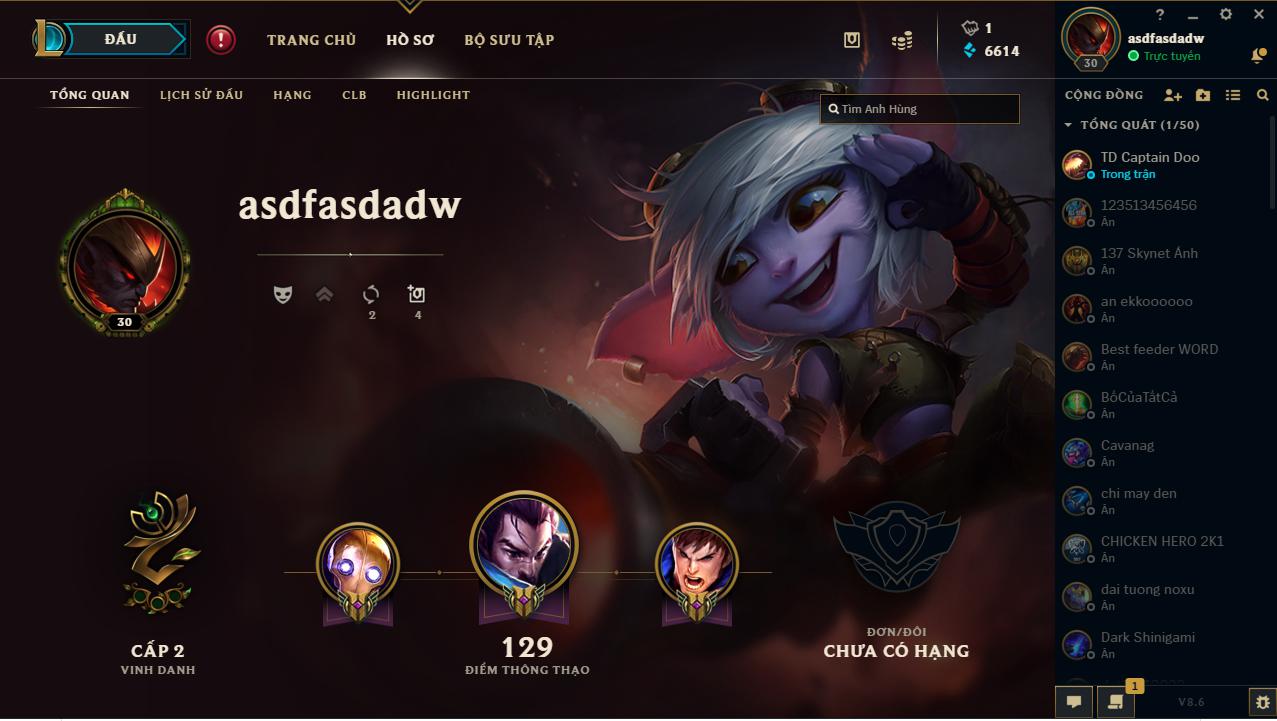 ĐẤU
TRANG CHỦ
HỒ SƠ
BỘ SƯU TẬP
1
6614
asdfasdadw
Trực tuyến
30
TỔNG QUAN
LỊCH SỬ ĐẤU
HẠNG
CLB
HIGHLIGHT
Tìm Anh Hùng
asdfasdadw
30
2
4
CẤP 2
VINH DANH
129
ĐIỂM THÔNG THẠO
ĐƠN/ĐÔI
CHƯA CÓ HẠNG
CỘNG ĐỒNG
TỔNG QUÁT (1/50)
TD Captain Doo
Trong trận
123513456456
Ẩn
137 Skynet Ánh
Ẩn
an ekkoooooo
Ẩn
Best feeder WORD
Ẩn
BốCủaTấtCả
Ẩn
Cavanag
Ẩn
chi may den
Ẩn
CHICKEN HERO 2K1
Ẩn
dai tuong noxu
Ẩn
Dark Shinigami
Ẩn
1
V8.6